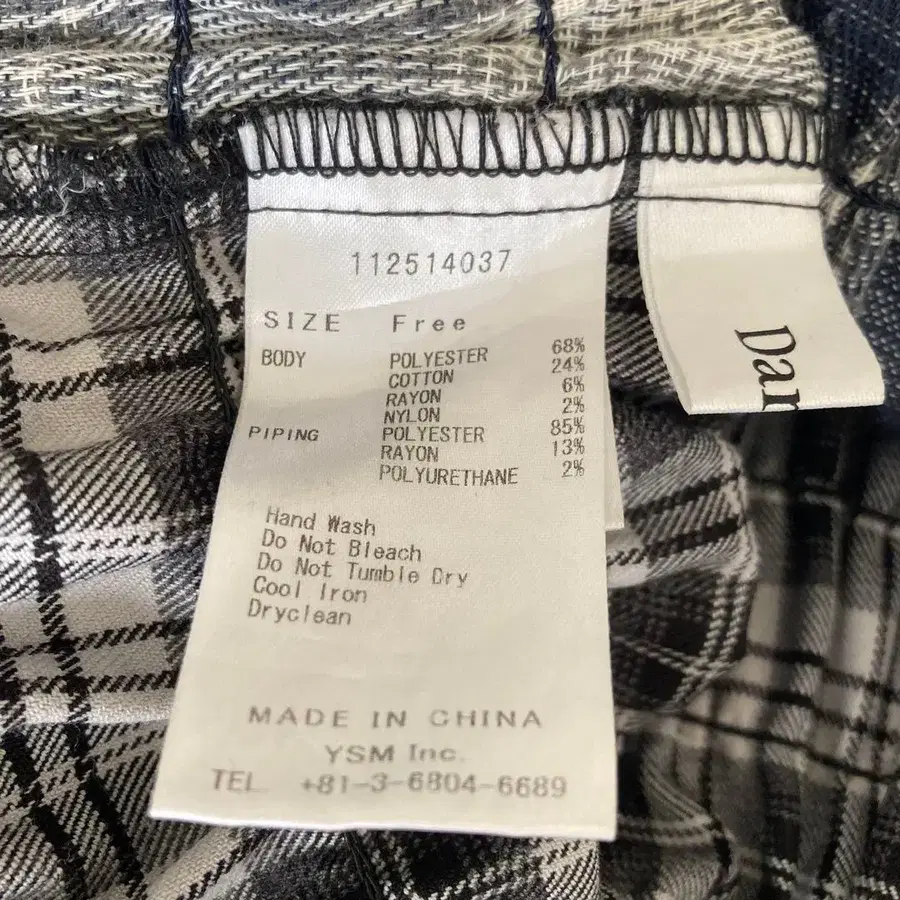 112514037
SIZE Free
BODY POLYESTER 68%
COTTON 24%
RAYON 6%
NYLON 2%
PIPING POLYESTER 85%
RAYON 13%
POLYURETHANE 2%
Hand Wash
Do Not Bleach
Do Not Tumble Dry
Cool Iron
Dryclean
MADE IN CHINA
YSM Inc.
TEL +81-3-6804-6689